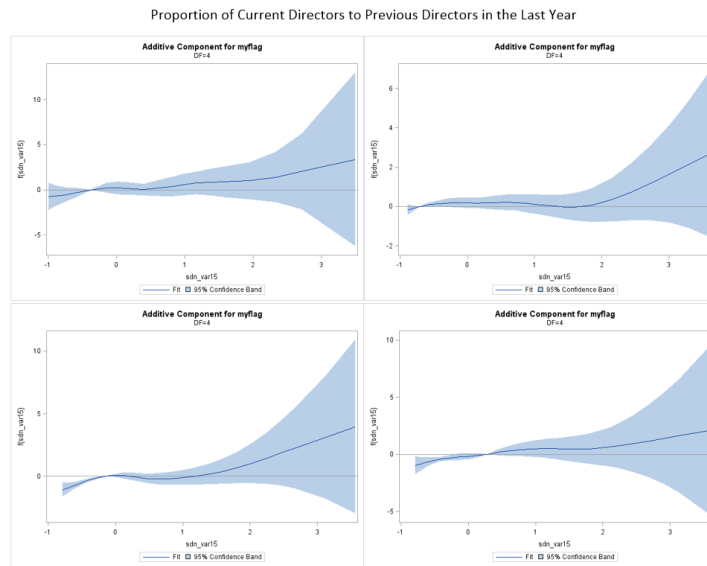 Proportion of Current Directors to Previous Directors in the Last Year
Additive Component for myflag
DF=4
10
5
0
-5
f(sdn_var15)
-1 0 1 2 3
sdn_var15
Fit 95% Confidence Band
Additive Component for myflag
DF=4
6
4
2
0
-2
f(sdn_var15)
-1 0 1 2 3
sdn_var15
Fit 95% Confidence Band
Additive Component for myflag
DF=4
10
5
0
f(sdn_var15)
-1 0 1 2 3
sdn_var15
Fit 95% Confidence Band
Additive Component for myflag
DF=4
10
5
0
-5
f(sdn_var15)
-1 0 1 2 3
sdn_var15
Fit 95% Confidence Band